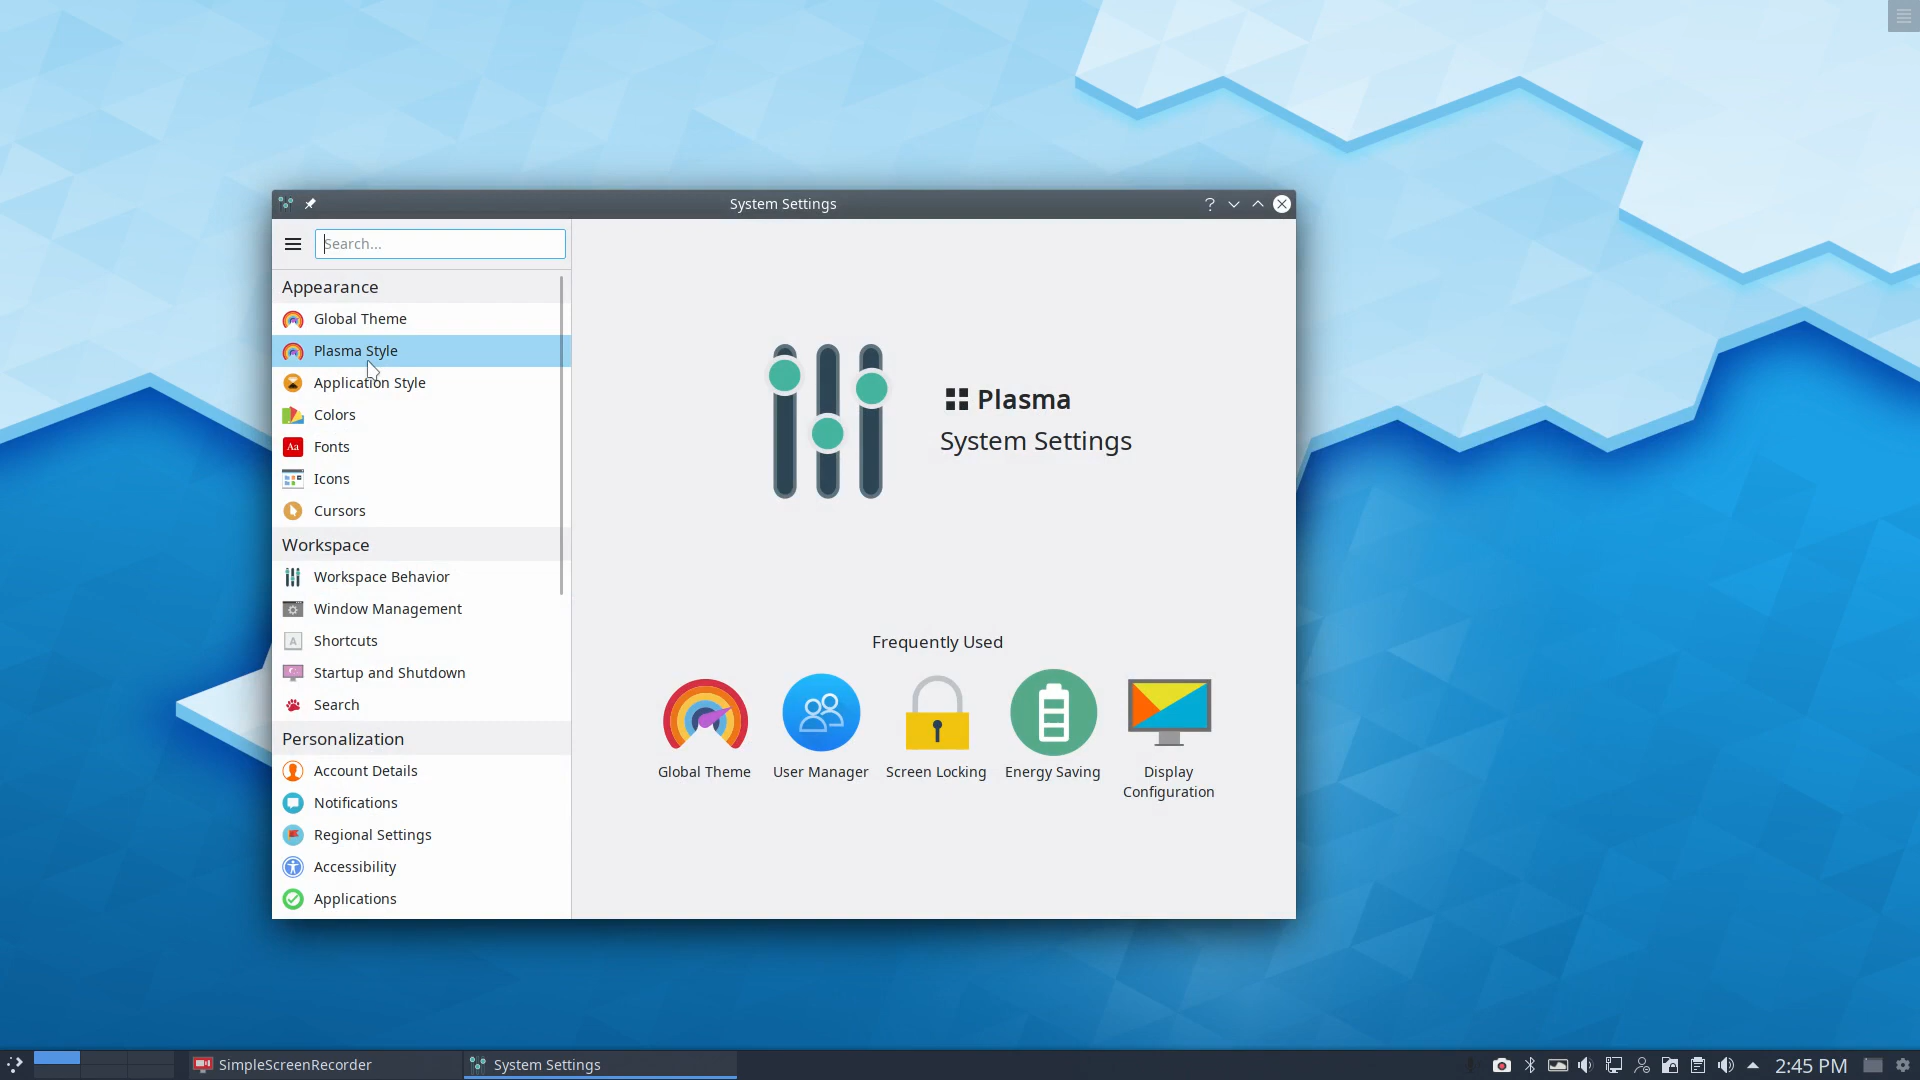 System Settings
Search...
Appearance
Global Theme
Plasma Style
Application Style
Colors
Aa Fonts
Icons
Cursors
Workspace
Workspace Behavior
Window Management
A Shortcuts
Startup and Shutdown
Search
Personalization
Account Details
Notifications
Regional Settings
Accessibility
Applications
Plasma
System Settings
Frequently Used
Global Theme
User Manager
Screen Locking
Energy Saving
Display
Configuration
SimpleScreenRecorder
System Settings
2:45 PM